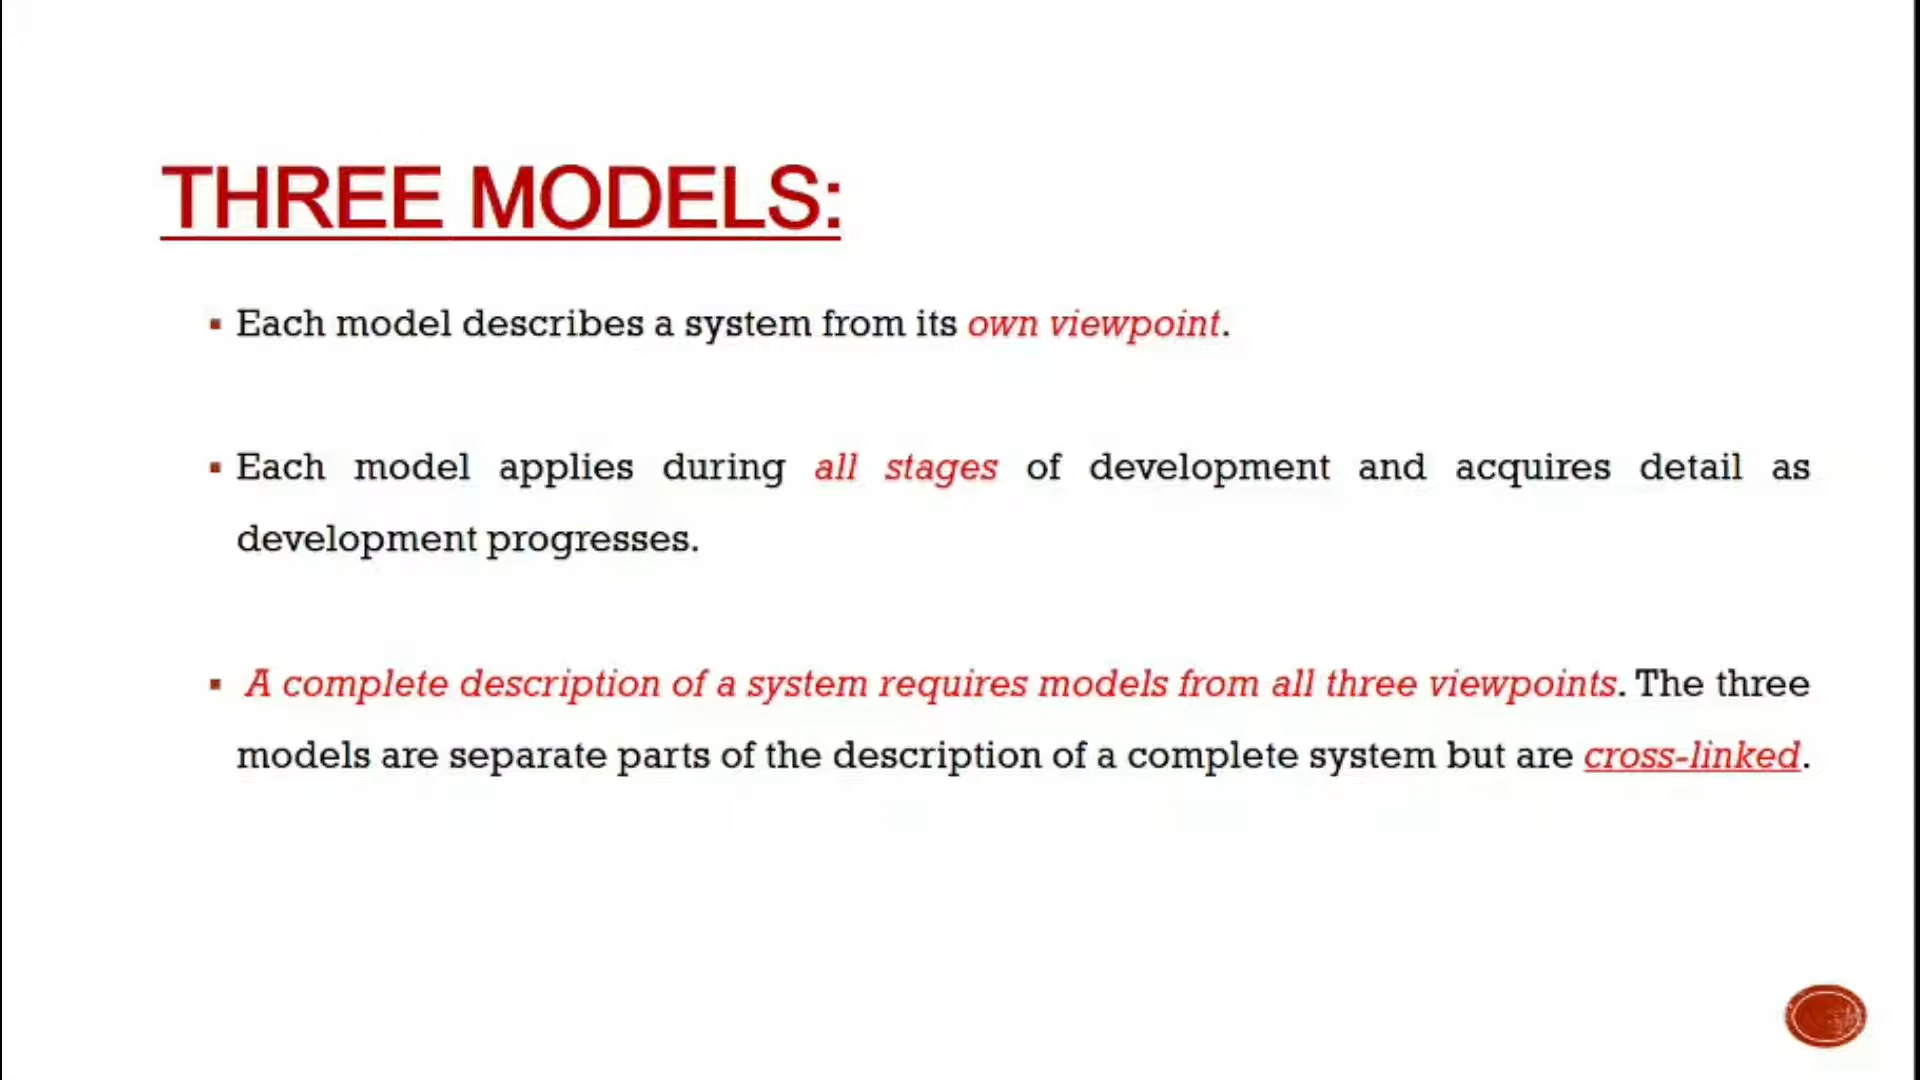 THREE MODELS:
▪ Each model describes a system from its own viewpoint.
▪ Each model applies during all stages of development and acquires detail as
development progresses.
▪ A complete description of a system requires models from all three viewpoints. The three
models are separate parts of the description of a complete system but are cross-linked.